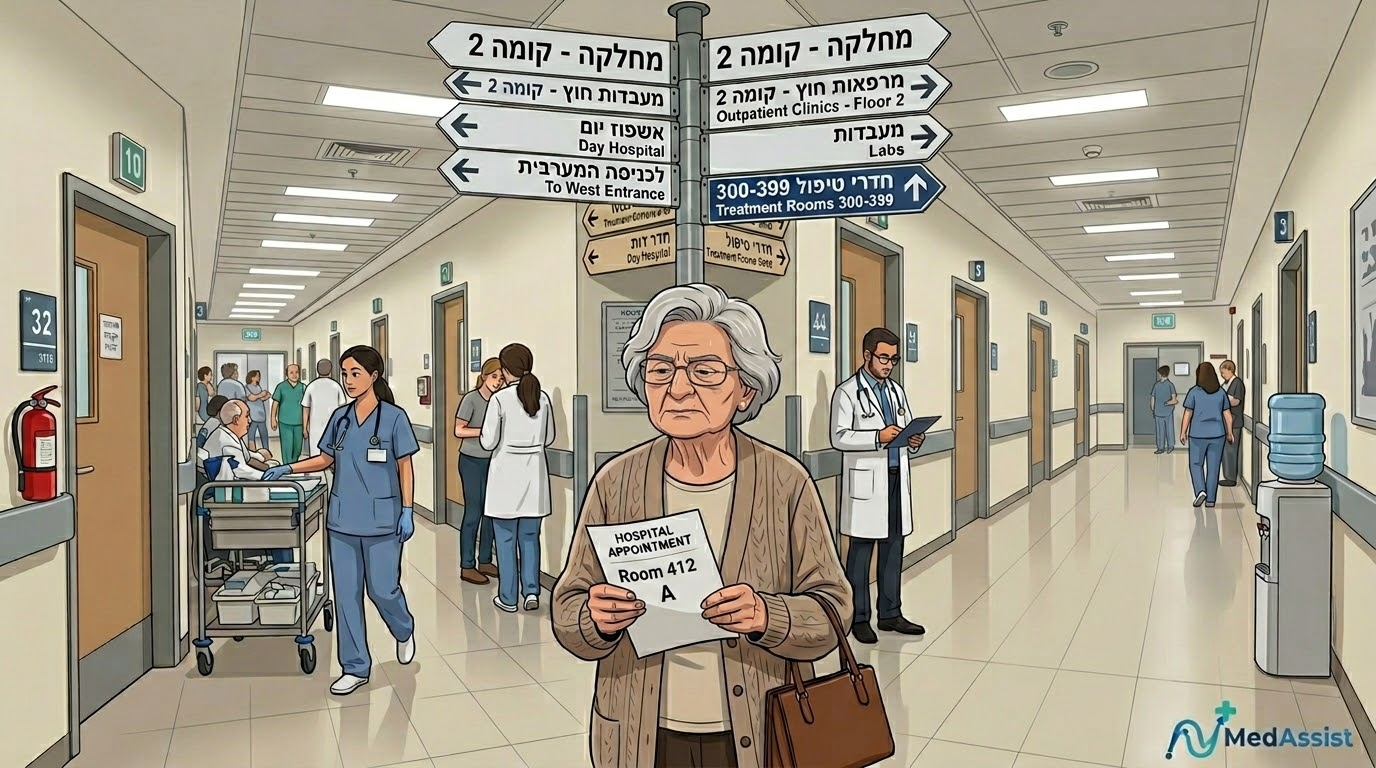 מחלקה - קומה 2
מעבדות חוץ - קומה 2
אשפוז יום
Day Hospital
לכניסה המערבית
To West Entrance
מחלקה - קומה 2
מרפאות חוץ - קומה 2
Outpatient Clinics - Floor 2
מעבדות
Labs
חדרי טיפול 300-399
Treatment Rooms 300-399
10
32
3
3
HOSPITAL
APPOINTMENT
Room 412
A
MedAssist